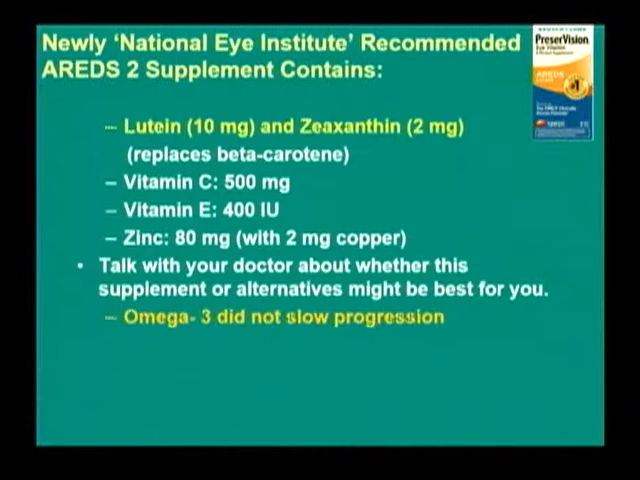 Newly ‘National Eye Institute’ Recommended
AREDS 2 Supplement Contains:
PreserVision
AREDS
– Lutein (10 mg) and Zeaxanthin (2 mg)
(replaces beta-carotene)
– Vitamin C: 500 mg
– Vitamin E: 400 IU
– Zinc: 80 mg (with 2 mg copper)
• Talk with your doctor about whether this
supplement or alternatives might be best for you.
– Omega- 3 did not slow progression